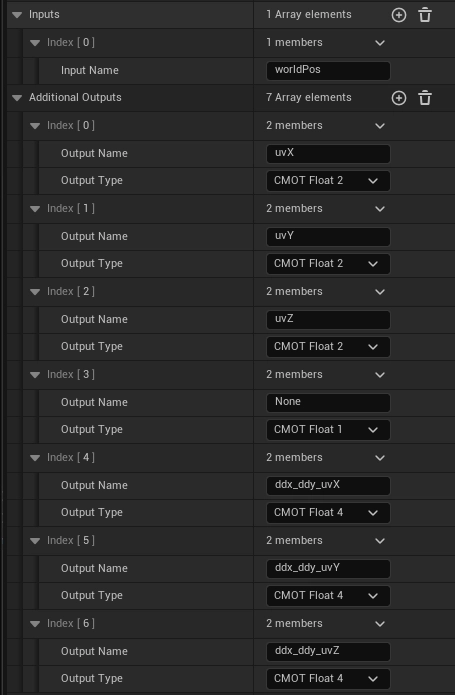 Inputs 1 Array elements
Index [ 0 ] 1 members
Input Name worldPos
Additional Outputs 7 Array elements
Index [ 0 ] 2 members
Output Name uvX
Output Type CMOT Float 2
Index [ 1 ] 2 members
Output Name uvY
Output Type CMOT Float 2
Index [ 2 ] 2 members
Output Name uvZ
Output Type CMOT Float 2
Index [ 3 ] 2 members
Output Name None
Output Type CMOT Float 1
Index [ 4 ] 2 members
Output Name ddx_ddy_uvX
Output Type CMOT Float 4
Index [ 5 ] 2 members
Output Name ddx_ddy_uvY
Output Type CMOT Float 4
Index [ 6 ] 2 members
Output Name ddx_ddy_uvZ
Output Type CMOT Float 4